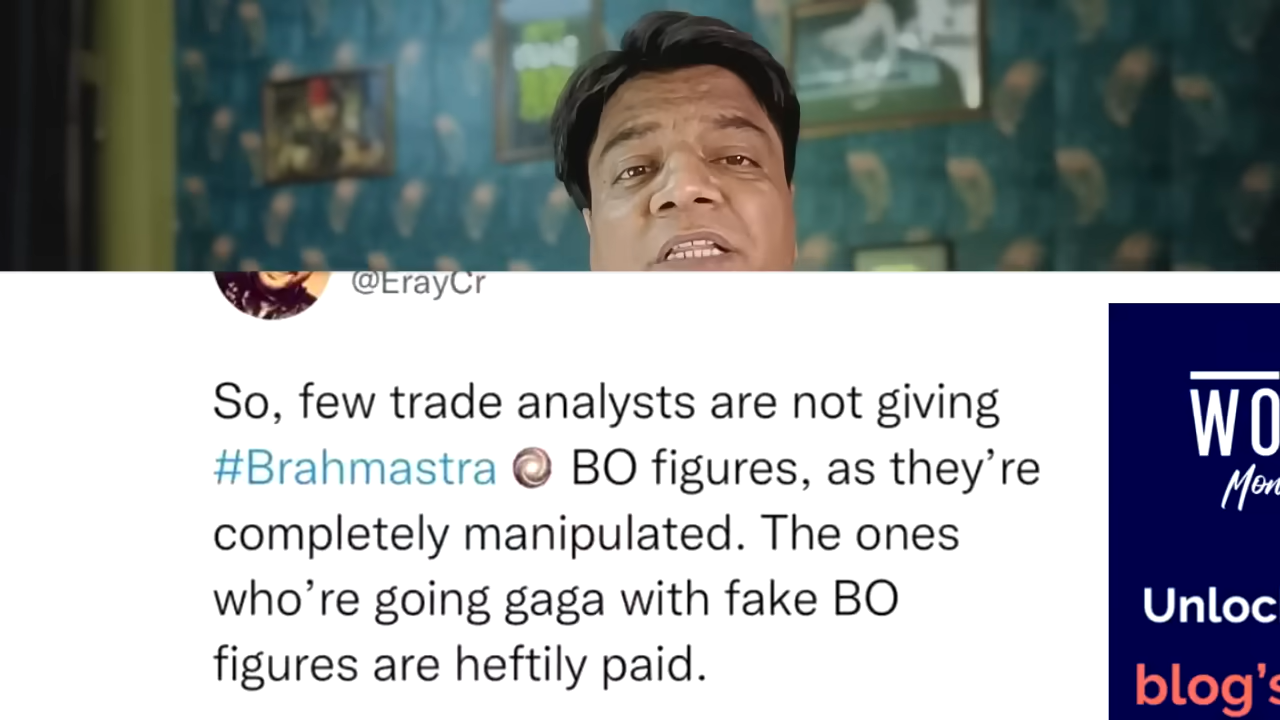 @ErayCr
So, few trade analysts are not giving
#Brahmastra BO figures, as they’re
completely manipulated. The ones
who’re going gaga with fake BO
figures are heftily paid.
WO
Mon
Unloc
blog’s